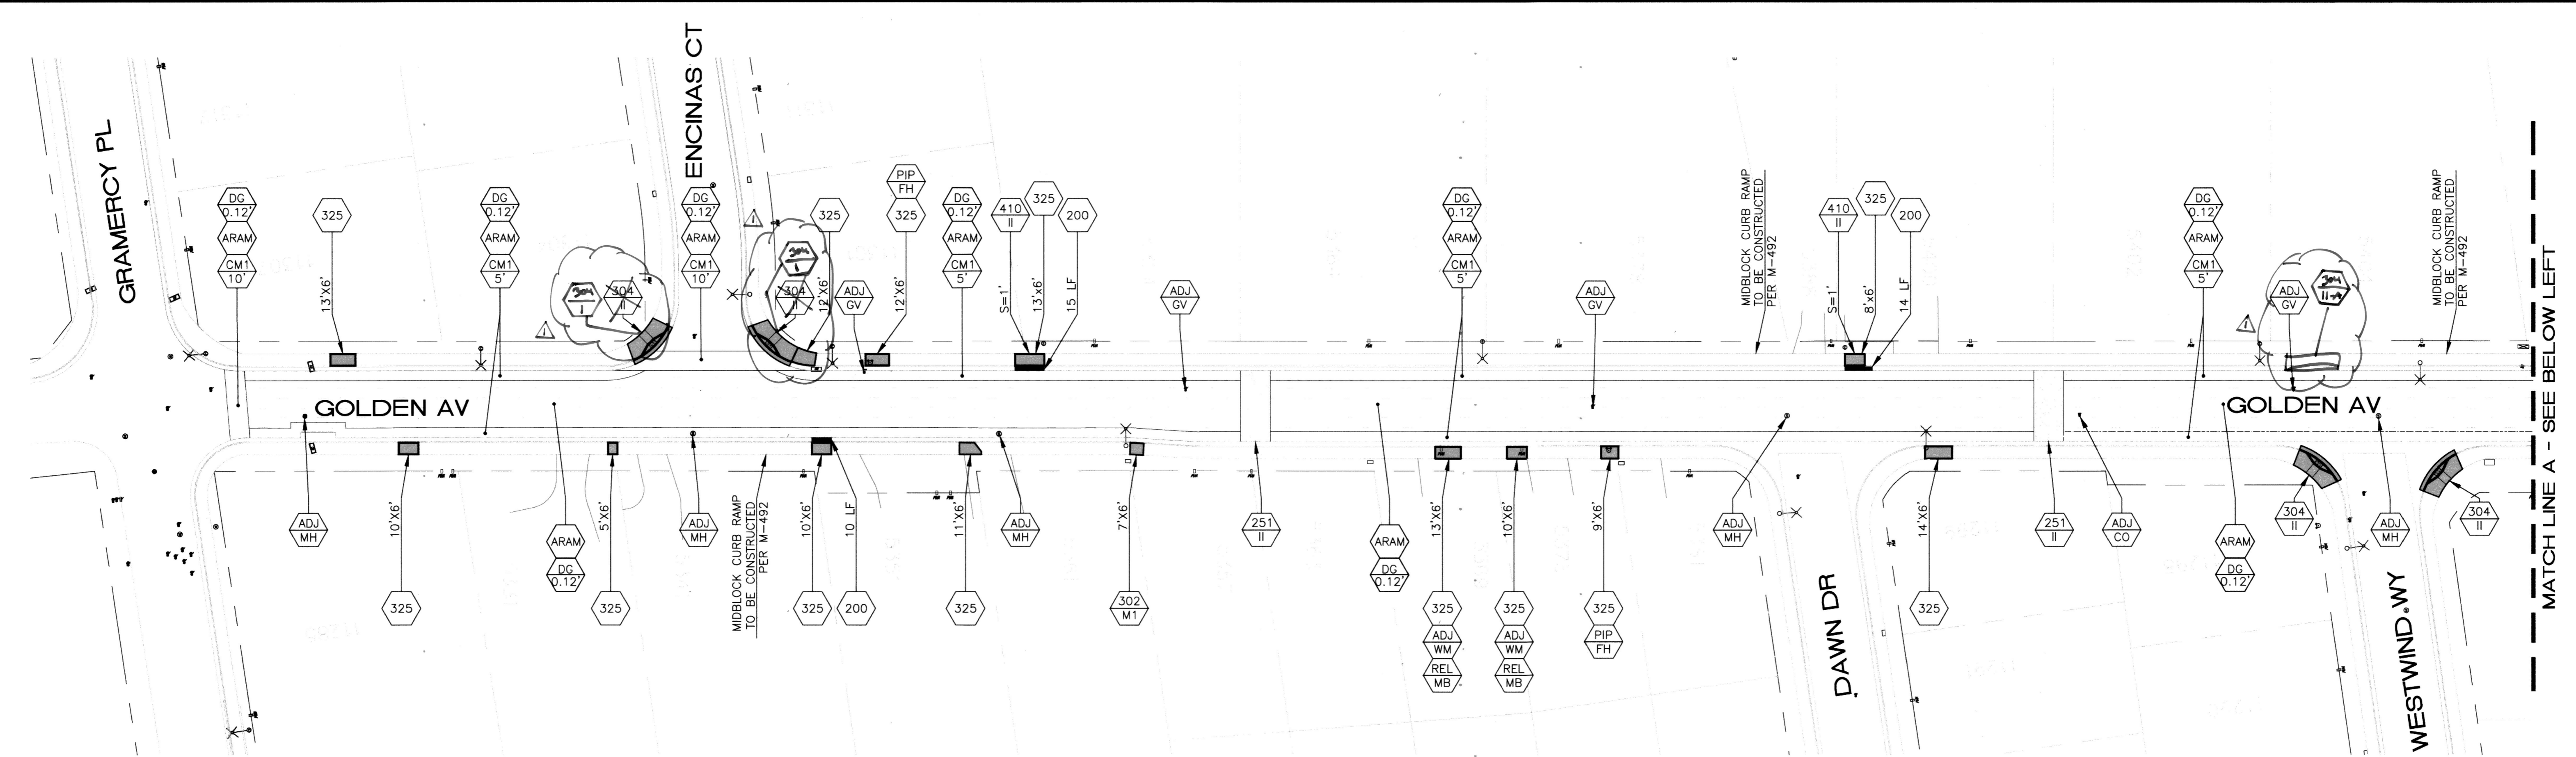 GRAMERCY PL
ENCINAS CT
DG
0.12'
ARAM
CM1
10'
325
13'X6'
DG
0.12'
ARAM
CM1
5'
304
I
304
II
DG
0.12'
ARAM
CM1
10'
1
1
304
I
304
325
12'X6'
ADJ
GV
PIP
FH
325
12'X6'
DG
0.12'
ARAM
CM1
5'
410
II
S=1'
325
13'x6'
200
15 LF
ADJ
GV
DG
0.12'
ARAM
CM1
5'
ADJ
GV
MIDBLOCK CURB RAMP
TO BE CONSTRUCTED
PER M-492
410
II
S=1'
325
8'x6'
200
14 LF
DG
0.12'
ARAM
CM1
5'
1
ADJ
GV
304
MIDBLOCK CURB RAMP
TO BE CONSTRUCTED
PER M-492
GOLDEN AV
GOLDEN AV
MATCH LINE A - SEE BELOW LEFT
ADJ
MH
10'X6'
325
ARAM
DG
0.12'
5'X6'
325
ADJ
MH
MIDBLOCK CURB RAMP
TO BE CONSTRUCTED
PER M-492
10'X6'
325
10 LF
200
11'X6'
325
ADJ
MH
7'X6'
302
M1
251
II
ARAM
DG
0.12'
13'X6'
325
ADJ
WM
REL
MB
10'X6'
325
ADJ
WM
REL
MB
9'X6'
325
PIP
FH
ADJ
MH
DAWN DR
14'X6'
325
251
II
ADJ
CO
ARAM
DG
0.12'
304
II
ADJ
MH
304
II
WESTWIND WY